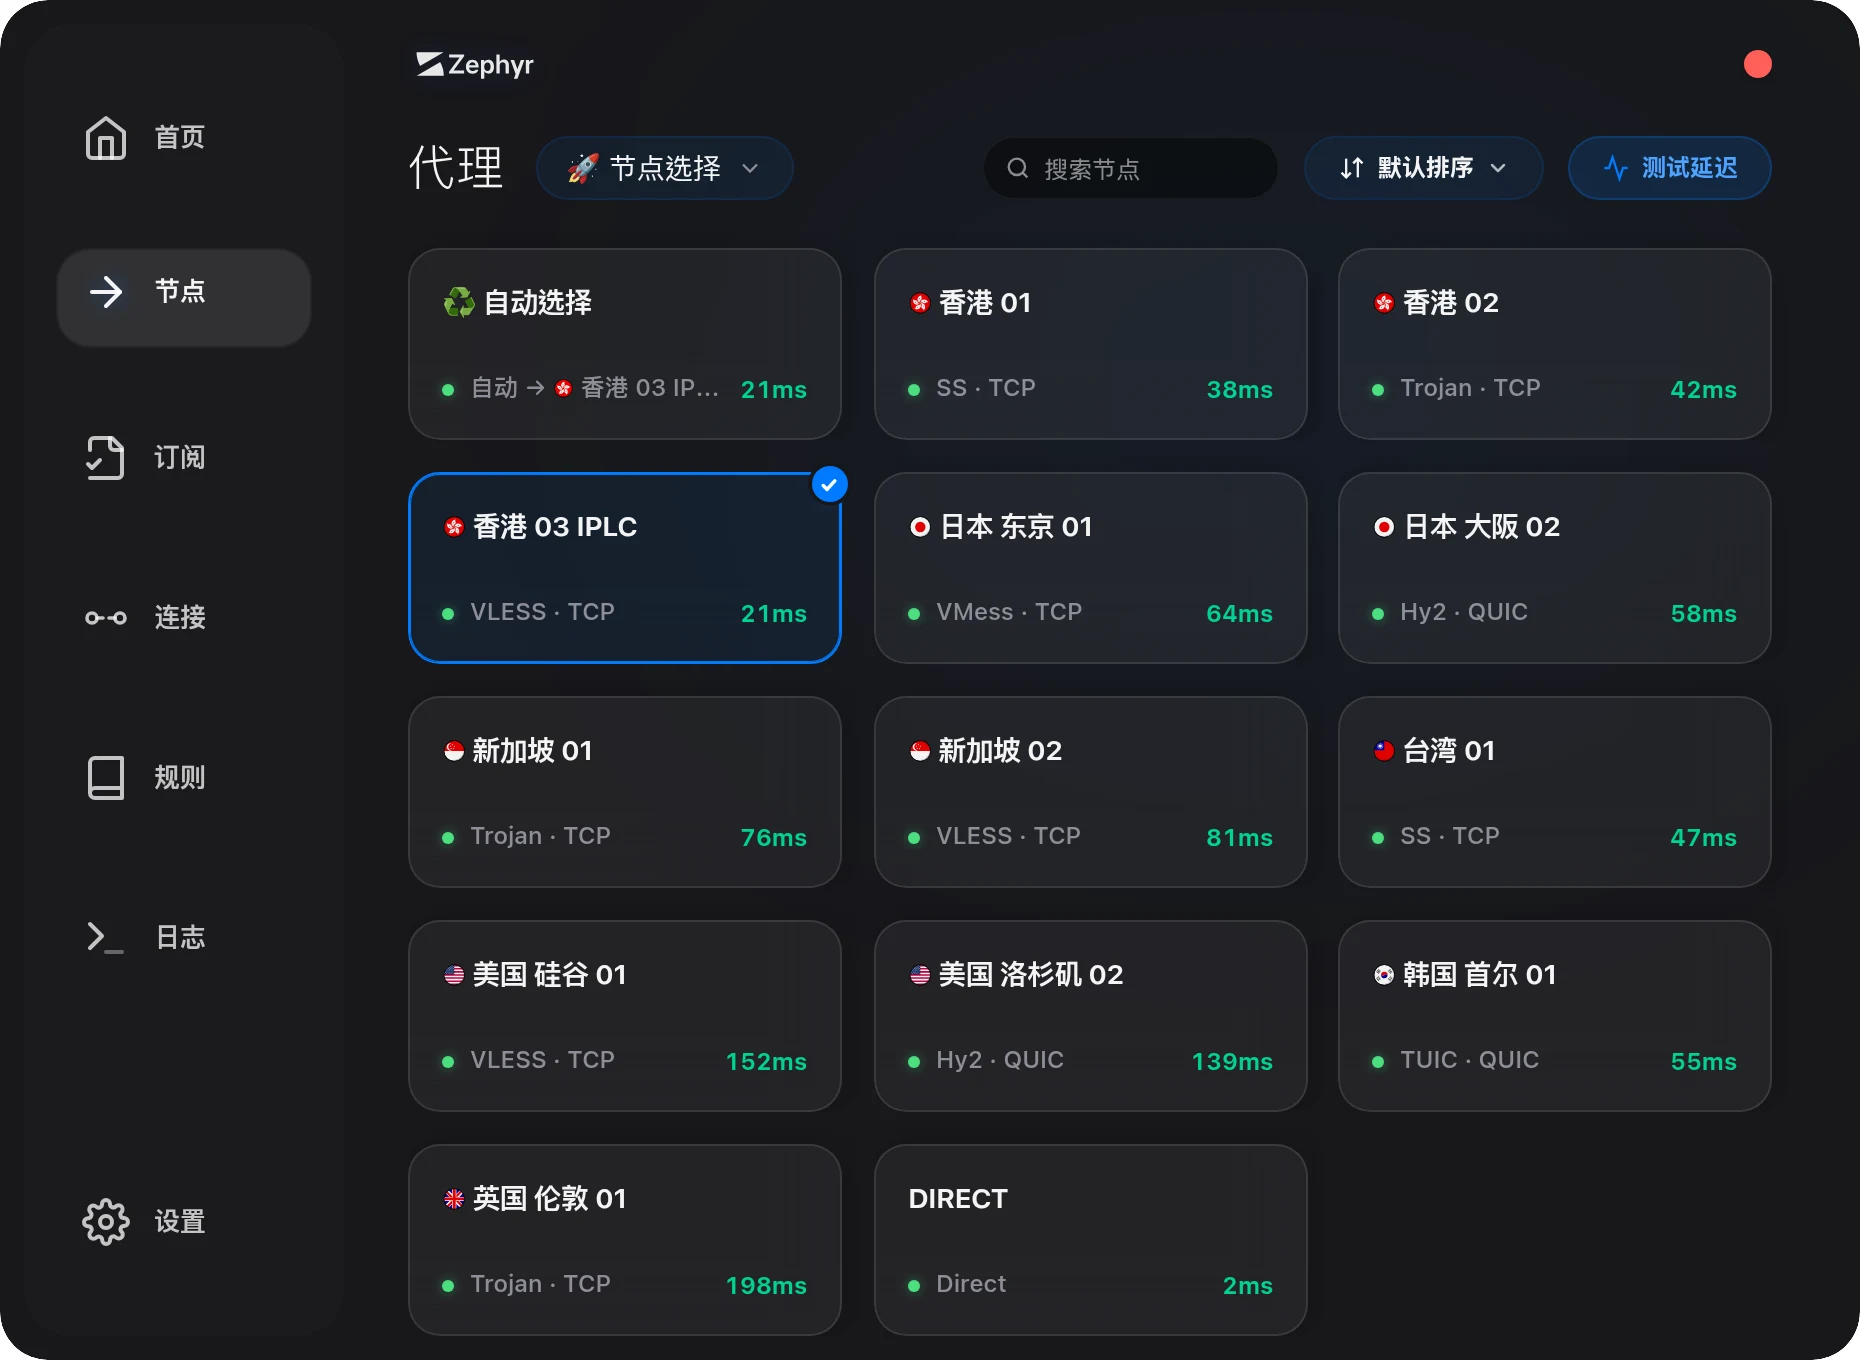 Zephyr
首页
节点
订阅
连接
规则
日志
设置
代理
🚀 节点选择
搜索节点
默认排序
测试延迟
♻️ 自动选择
自动 → 🇭🇰 香港 03 IP... 21ms
🇭🇰 香港 01
SS · TCP 38ms
🇭🇰 香港 02
Trojan · TCP 42ms
🇭🇰 香港 03 IPLC
VLESS · TCP 21ms
🇯🇵 日本 东京 01
VMess · TCP 64ms
🇯🇵 日本 大阪 02
Hy2 · QUIC 58ms
🇸🇬 新加坡 01
Trojan · TCP 76ms
🇸🇬 新加坡 02
VLESS · TCP 81ms
🇹🇼 台湾 01
SS · TCP 47ms
🇺🇸 美国 硅谷 01
VLESS · TCP 152ms
🇺🇸 美国 洛杉矶 02
Hy2 · QUIC 139ms
🇰🇷 韩国 首尔 01
TUIC · QUIC 55ms
🇬🇧 英国 伦敦 01
Trojan · TCP 198ms
DIRECT
Direct 2ms